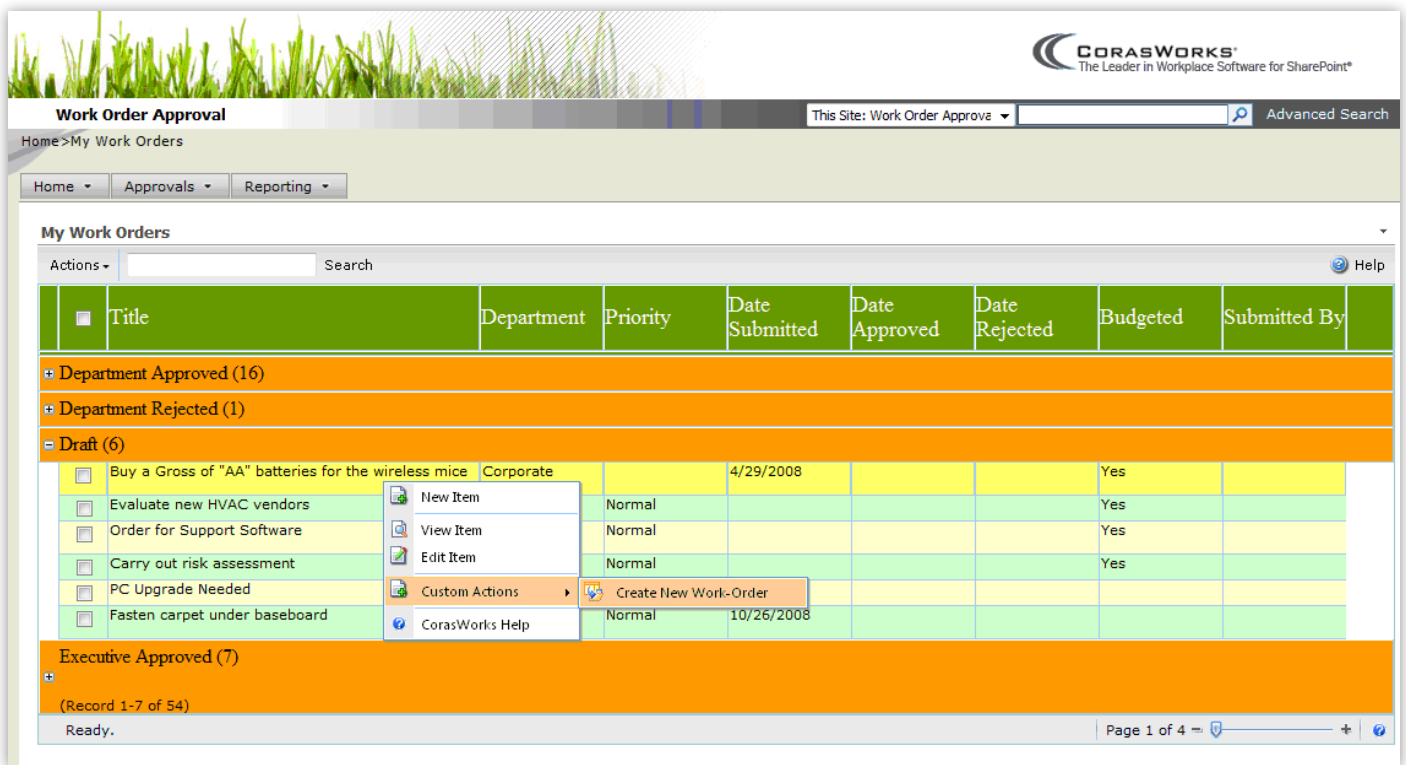 CORASWORKS®
The Leader in Workplace Software for SharePoint®
Work Order Approval
This Site: Work Order Approva
Advanced Search
Home>My Work Orders
Home
Approvals
Reporting
My Work Orders
Actions
Search
Help
Title Department Priority Date Submitted Date Approved Date Rejected Budgeted Submitted By
Department Approved (16)
Department Rejected (1)
Draft (6)
Buy a Gross of "AA" batteries for the wireless mice Corporate 4/29/2008 Yes
Evaluate new HVAC vendors Normal Yes
Order for Support Software Normal Yes
Carry out risk assessment Normal Yes
PC Upgrade Needed
Fasten carpet under baseboard Normal 10/26/2008
New Item
View Item
Edit Item
Custom Actions
Create New Work-Order
CorasWorks Help
Executive Approved (7)
(Record 1-7 of 54)
Ready.
Page 1 of 4